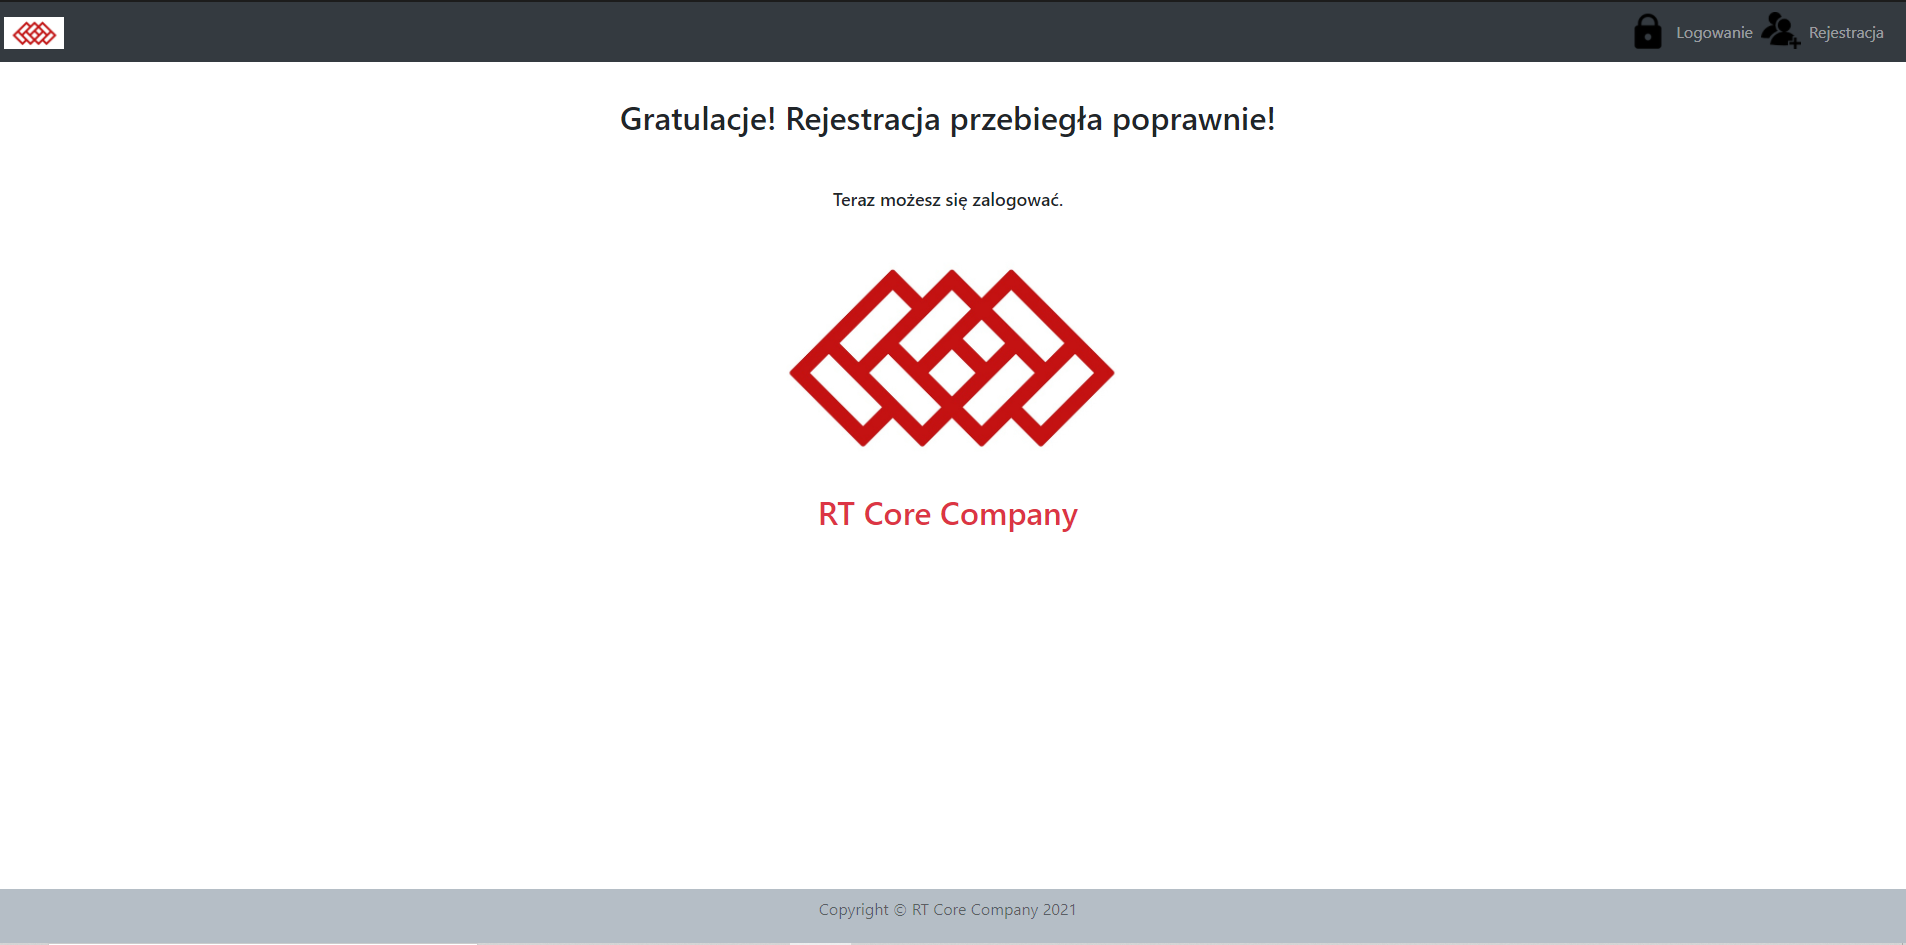 Logowanie
Rejestracja
Gratulacje! Rejestracja przebiegła poprawnie!
Teraz możesz się zalogować.
RT Core Company
Copyright © RT Core Company 2021